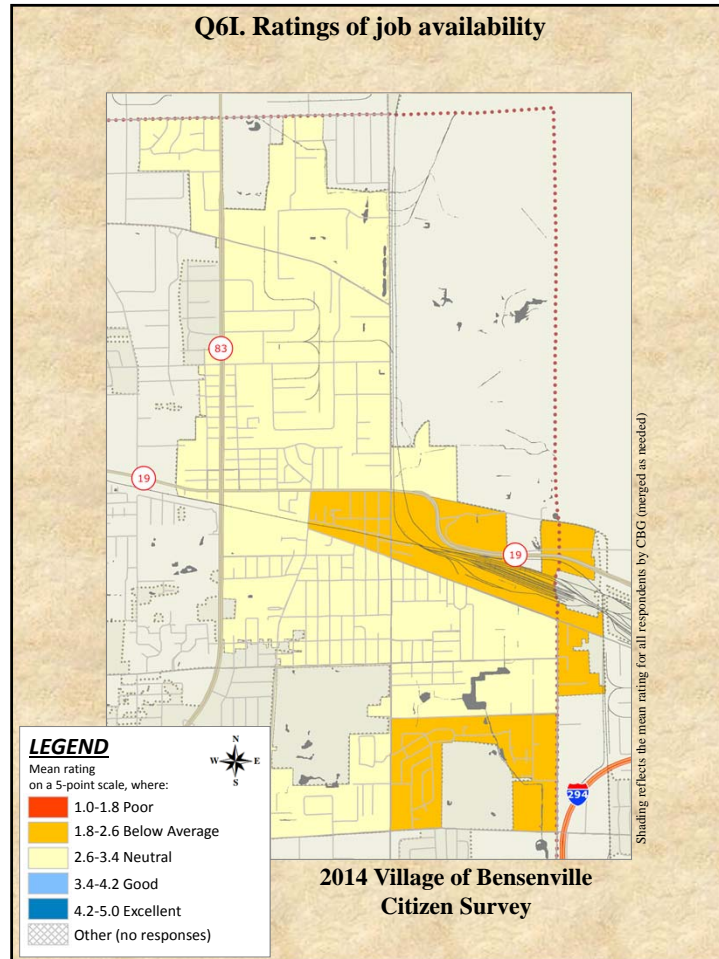 Q6I. Ratings of job availability
83
19
19
294
Shading reflects the mean rating for all respondents by CBG (merged as needed)
LEGEND
Mean rating
on a 5-point scale, where:
N
W E
S
1.0-1.8 Poor
1.8-2.6 Below Average
2.6-3.4 Neutral
3.4-4.2 Good
4.2-5.0 Excellent
Other (no responses)
2014 Village of Bensenville
Citizen Survey